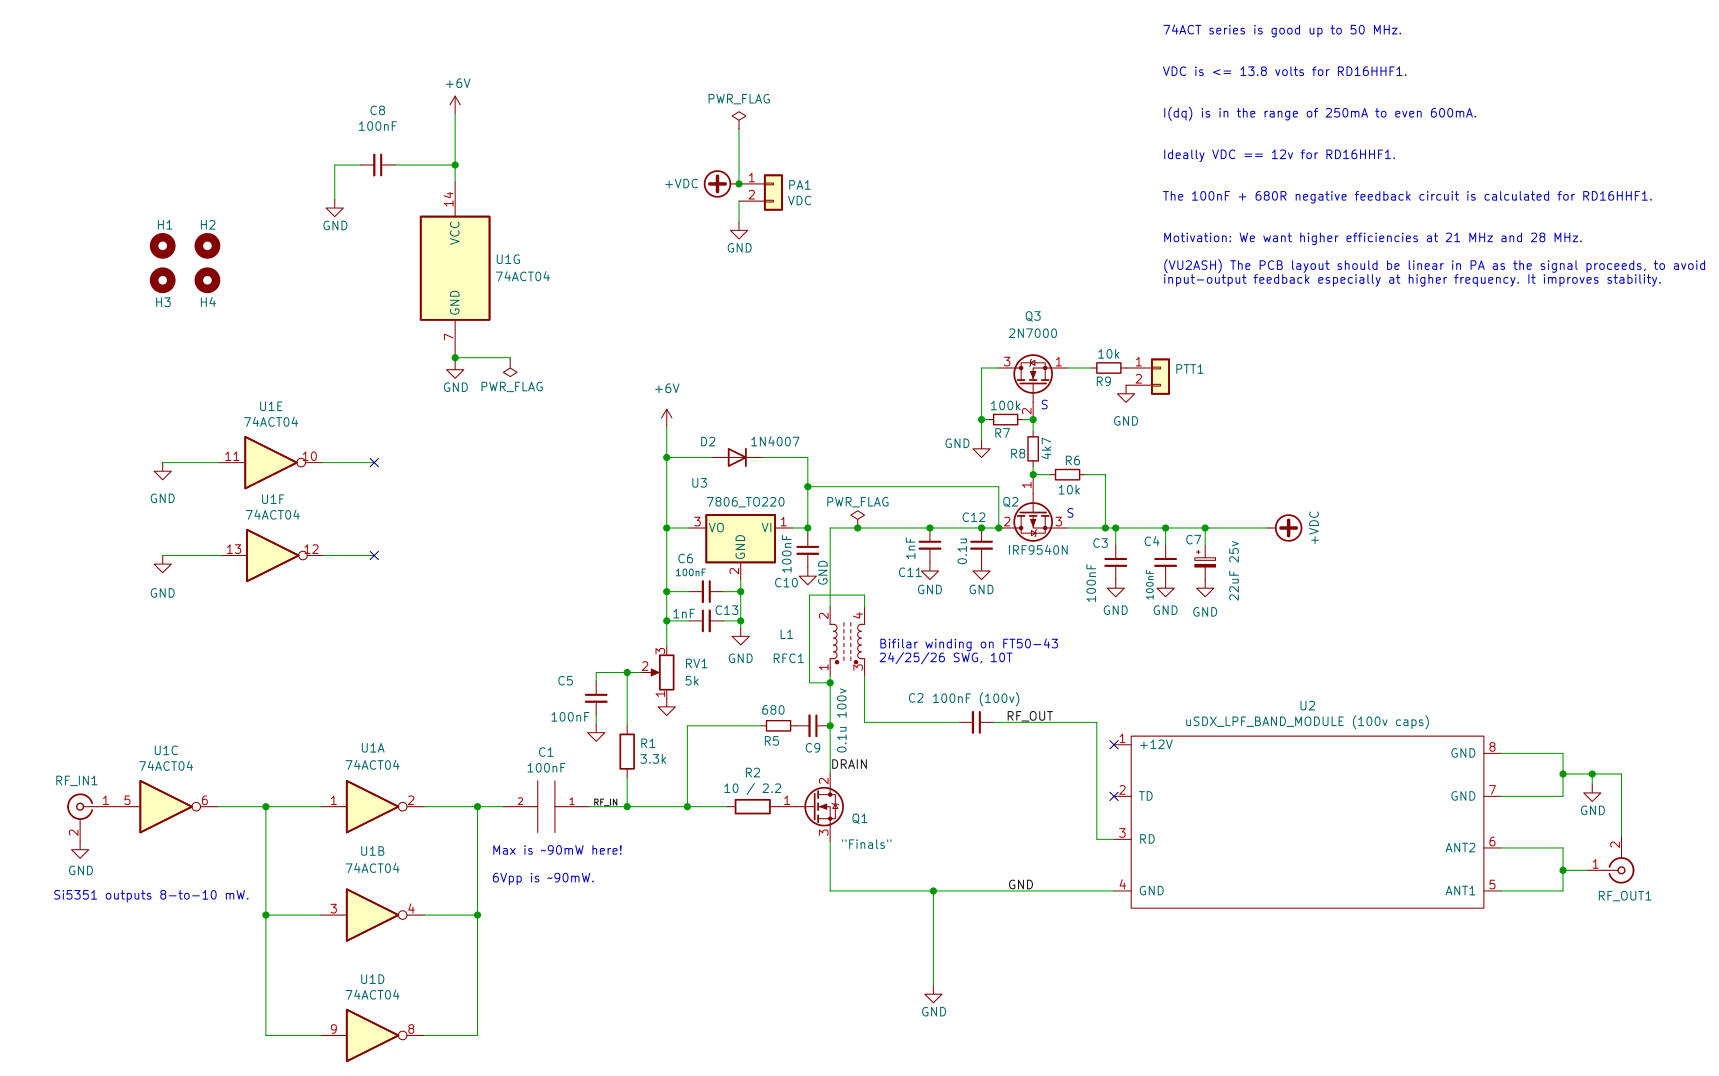 74ACT series is good up to 50 MHz.
VDC is <= 13.8 volts for RD16HHF1.
I(dq) is in the range of 250mA to even 600mA.
Ideally VDC == 12v for RD16HHF1.
The 100nF + 680R negative feedback circuit is calculated for RD16HHF1.
Motivation: We want higher efficiencies at 21 MHz and 28 MHz.
(VU2ASH) The PCB layout should be linear in PA as the signal proceeds, to avoid
input-output feedback especially at higher frequency. It improves stability.
+6V
C8
100nF
GND
14
VCC
U1G
74ACT04
GND
7
GND
PWR_FLAG
PWR_FLAG
+VDC
1
2
PA1
VDC
GND
H1
H2
H3
H4
U1E
74ACT04
11
10
GND
U1F
74ACT04
13
12
GND
Q3
2N7000
3
1
2
S
10k
R9
1
2
PTT1
GND
100k
R7
GND
R8
4k7
R6
10k
1
Q2
S
2
3
IRF9540N
+VDC
C3
100nF
GND
C4
100nF
GND
C7
+
22uF 25v
GND
+6V
D2
1N4007
U3
7806_TO220
3
VO
VI
1
GND
2
PWR_FLAG
100nF
C10
GND
1nF
C11
GND
C12
0.1u
GND
C6
100nF
1nF
C13
GND
L1
RFC1
2
4
1
3
Bifilar winding on FT50-43
24/25/26 SWG, 10T
3
2
1
RV1
5k
C5
100nF
R1
3.3k
680
R5
C9
0.1u 100v
C2 100nF (100v)
RF_OUT
DRAIN
R2
10 / 2.2
1
2
3
Q1
"Finals"
C1
100nF
2
1
RF_IN
Max is ~90mW here!
6Vpp is ~90mW.
RF_IN1
1
2
GND
Si5351 outputs 8-to-10 mW.
U1C
74ACT04
5
6
U1A
74ACT04
1
2
U1B
74ACT04
3
4
U1D
74ACT04
9
8
GND
GND
U2
uSDX_LPF_BAND_MODULE (100v caps)
1
+12V
2
TD
3
RD
4
GND
GND
8
GND
7
ANT2
6
ANT1
5
GND
2
1
RF_OUT1